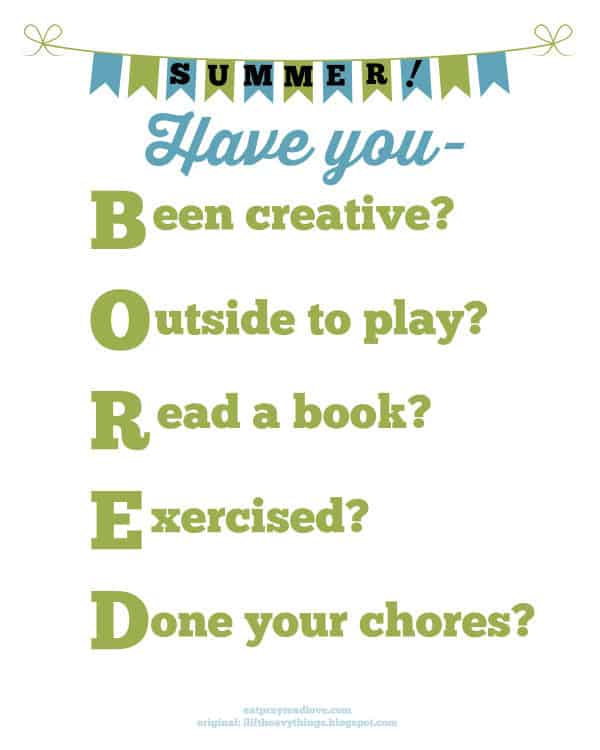 SUMMER!
Have you-
Been creative?
Outside to play?
Read a book?
Exercised?
Done your chores?
eatprayreadlove.com
original: iliftheavythings.blogspot.com